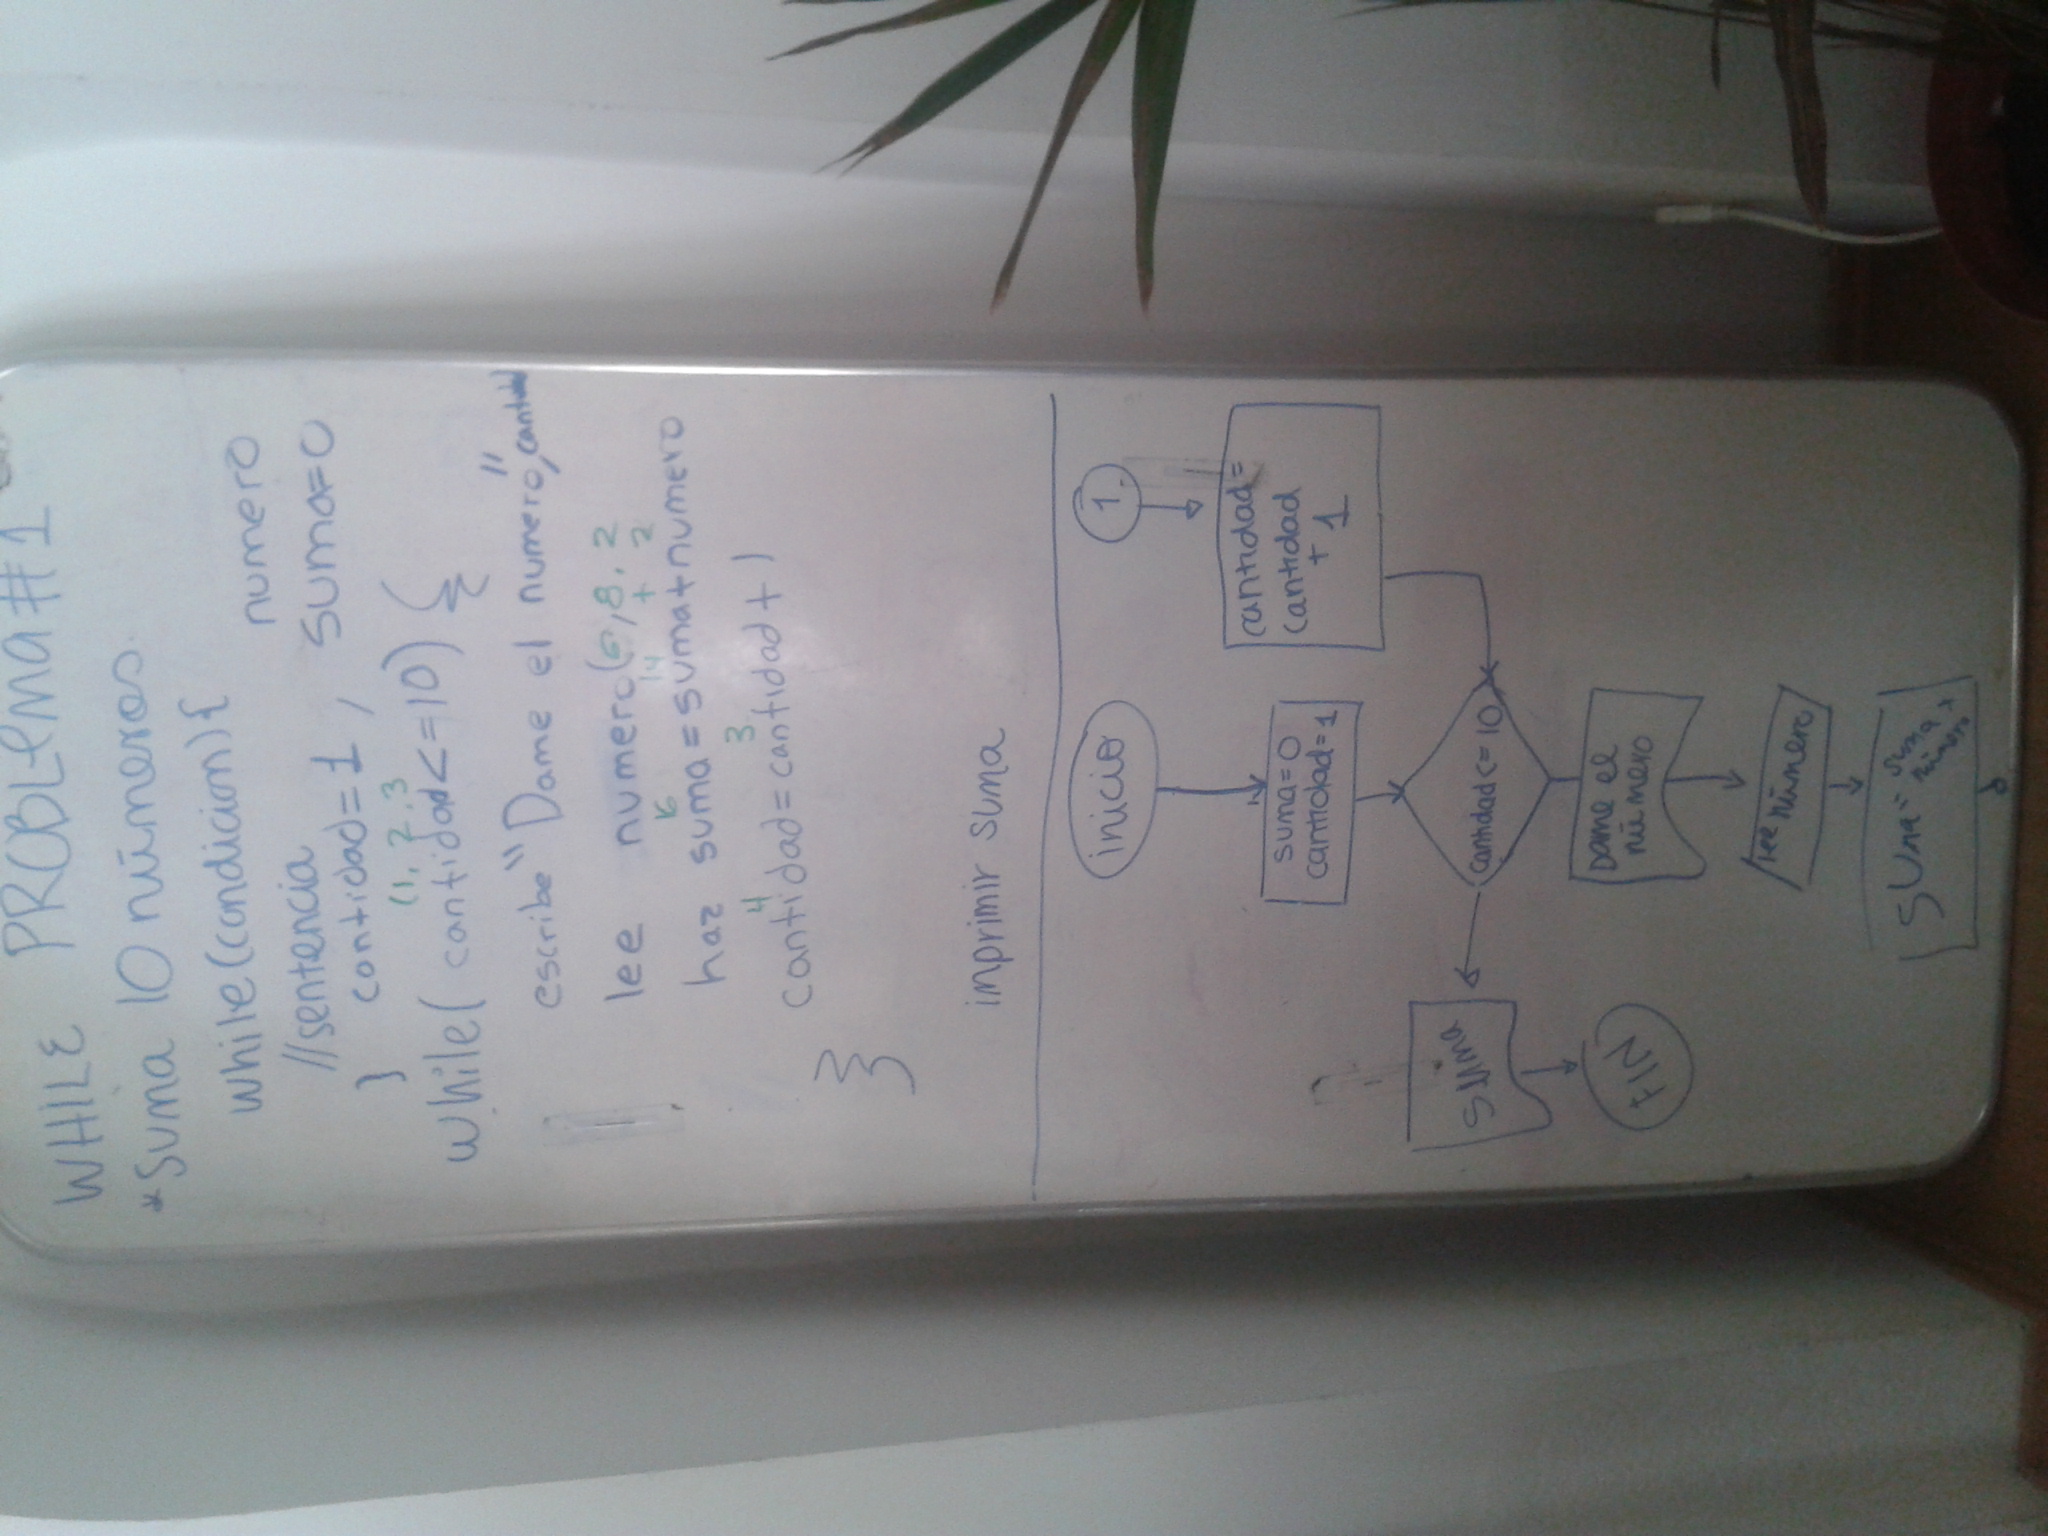 WHILE PROBLEMA #1
*Suma 10 números
while(condicion){
//sentencia
}
numero
cantidad=1, suma=0
(1, 2, 3
while( cantidad<=10) {
escribe "Dame el numero", cantidad
lee numero(6,8, 2
16 14 + 2
haz suma=suma+numero
4 3
cantidad=cantidad+1
}
imprimir suma
inicio
suma=0
cantidad=1
cantidad<=10
Dame el
número
lee número
suma= suma+
número
suma
FIN
1
cantidad=
cantidad
+ 1